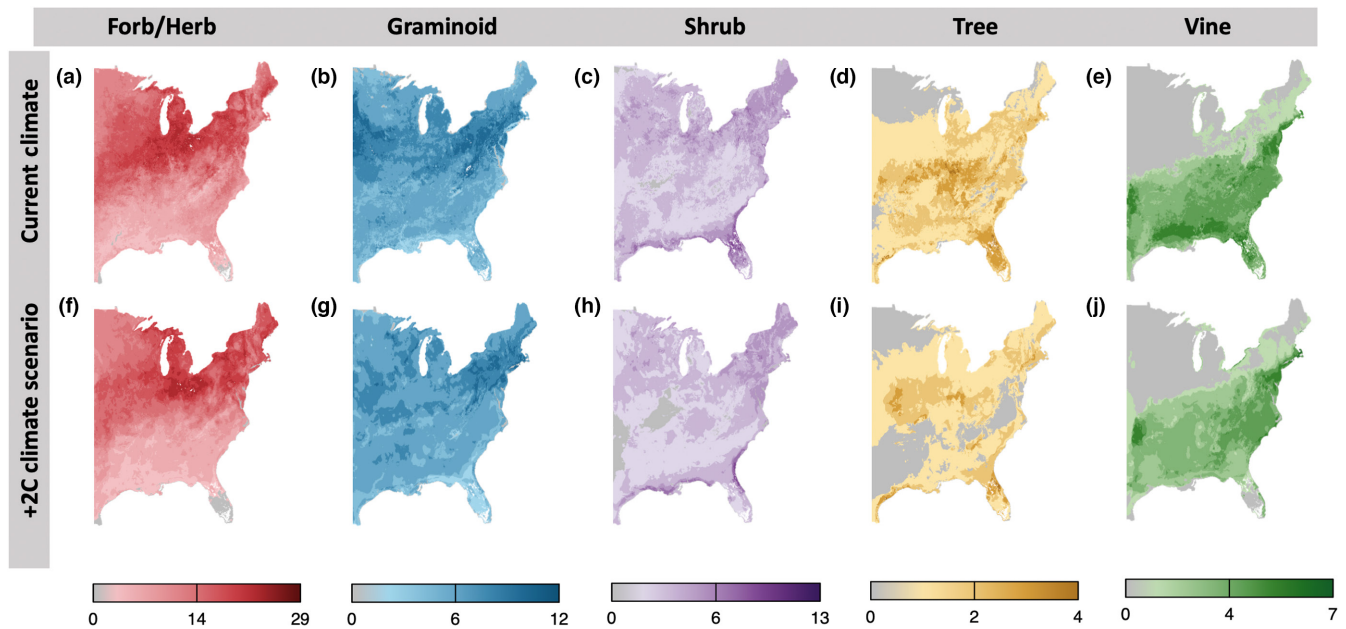 Forb/Herb Graminoid Shrub Tree Vine
Current climate
(a) (b) (c) (d) (e)
+2C climate scenario
(f) (g) (h) (i) (j)
0 14 29 0 6 12 0 6 13 0 2 4 0 4 7